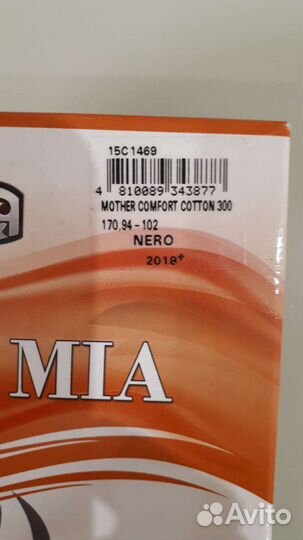 15C1469
4 810089 343877
MOTHER COMFORT COTTON 300
170,94-102
NERO
2018*
MIA
Avito